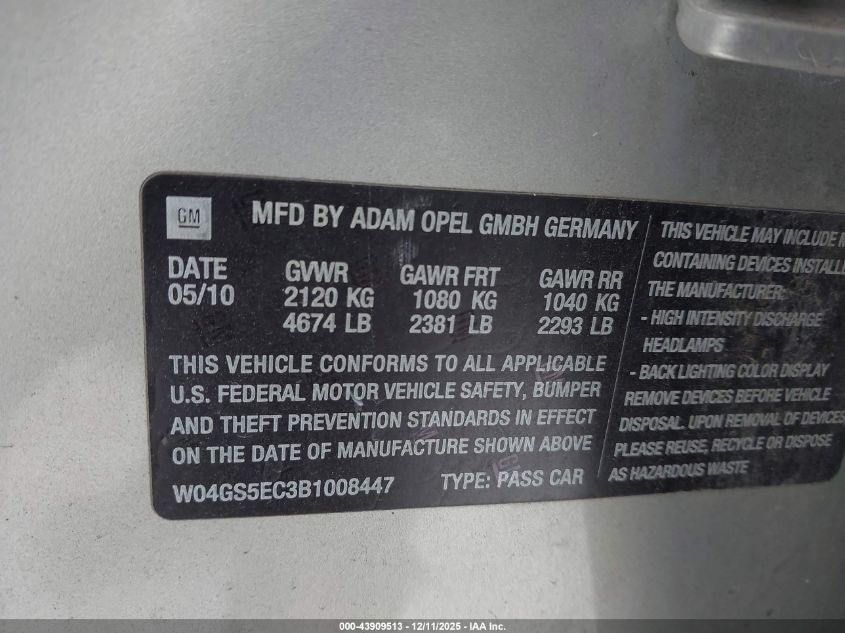 GM
MFD BY ADAM OPEL GMBH GERMANY
DATE GVWR GAWR FRT GAWR RR
05/10 2120 KG 1080 KG 1040 KG
4674 LB 2381 LB 2293 LB
THIS VEHICLE CONFORMS TO ALL APPLICABLE
U.S. FEDERAL MOTOR VEHICLE SAFETY, BUMPER
AND THEFT PREVENTION STANDARDS IN EFFECT
ON THE DATE OF MANUFACTURE SHOWN ABOVE
W04GS5EC3B1008447 TYPE: PASS CAR
THIS VEHICLE MAY INCLUDE
CONTAINING DEVICES
THE MANUFACTURER:
- HIGH INTENSITY DISCHARGE
HEADLAMPS
- BACK LIGHTING COLOR DISPLAY
REMOVE DEVICES BEFORE VEHICLE
DISPOSAL. UPON REMOVAL OF DEVICES
PLEASE REUSE, RECYCLE OR DISPOSE
AS HAZARDOUS WASTE
000-43909513 - 12/11/2025 - IAA Inc.